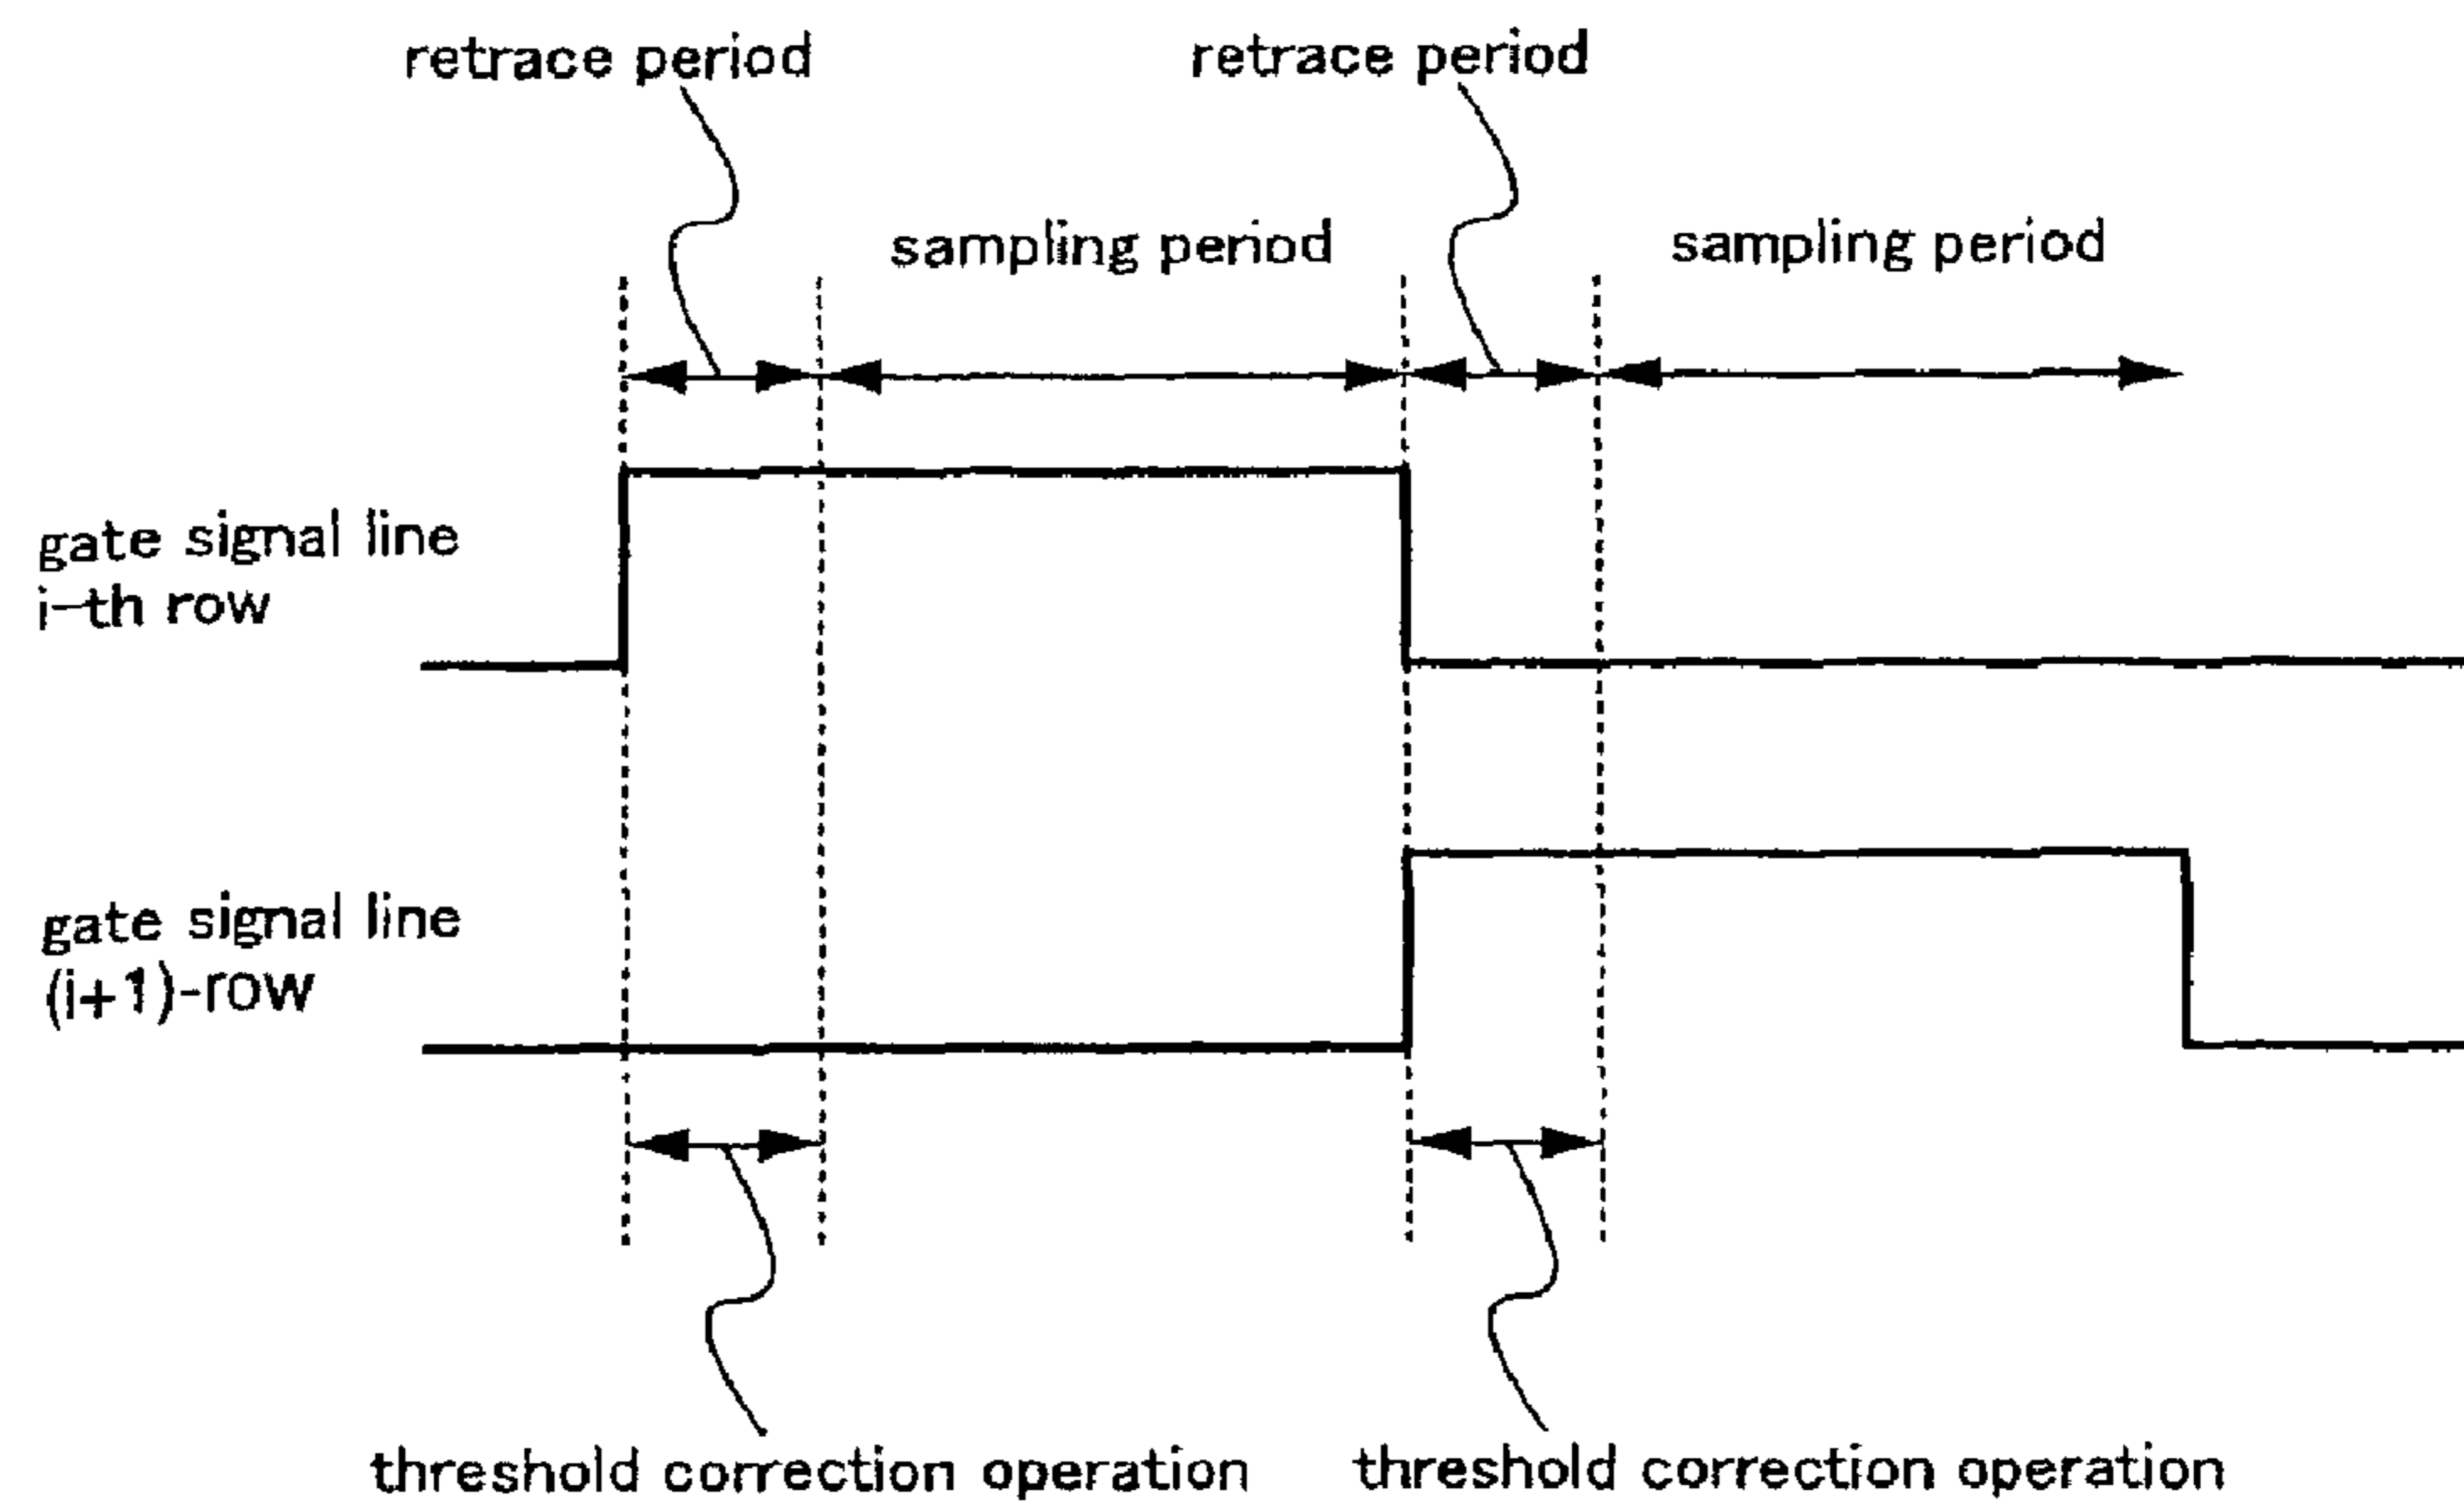 retrace period
retrace period
sampling period
sampling period
gate signal line
i-th row
gate signal line
(i+1)-row
threshold correction operation
threshold correction operation